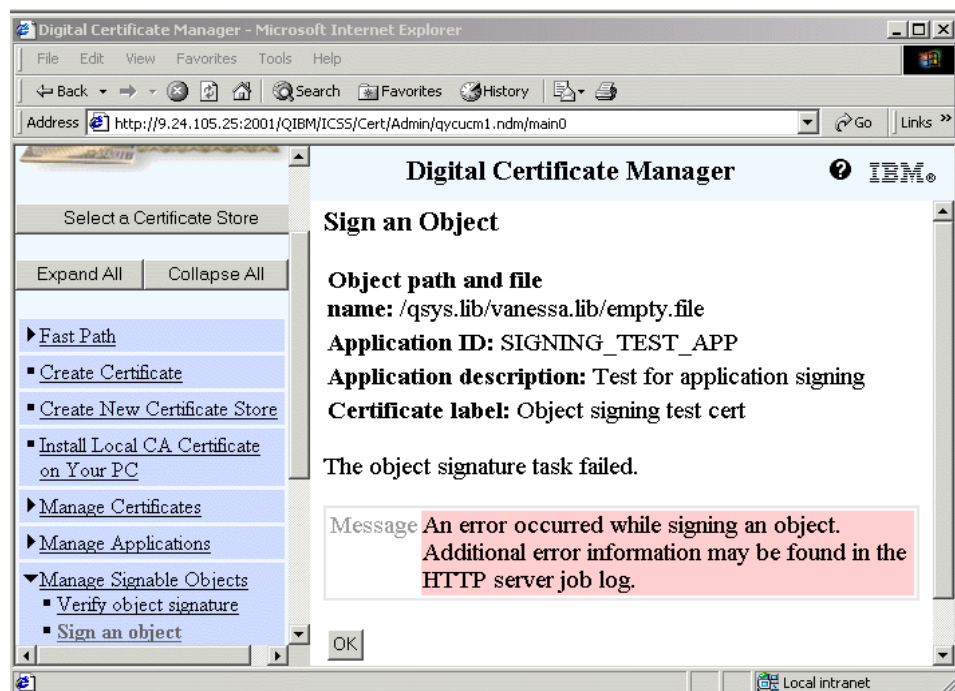 Digital Certificate Manager - Microsoft Internet Explorer
File Edit View Favorites Tools Help
Back Search Favorites History
Address http://9.24.105.25:2001/QIBM/ICSS/Cert/Admin/qycucm1.ndm/main0 Go Links »
Digital Certificate Manager IBM®
Select a Certificate Store
Expand All Collapse All
Fast Path
Create Certificate
Create New Certificate Store
Install Local CA Certificate
on Your PC
Manage Certificates
Manage Applications
Manage Signable Objects
Verify object signature
Sign an object
Sign an Object
Object path and file
name: /qsys.lib/vanessa.lib/empty.file
Application ID: SIGNING_TEST_APP
Application description: Test for application signing
Certificate label: Object signing test cert
The object signature task failed.
Message An error occurred while signing an object.
Additional error information may be found in the
HTTP server job log.
OK
Local intranet